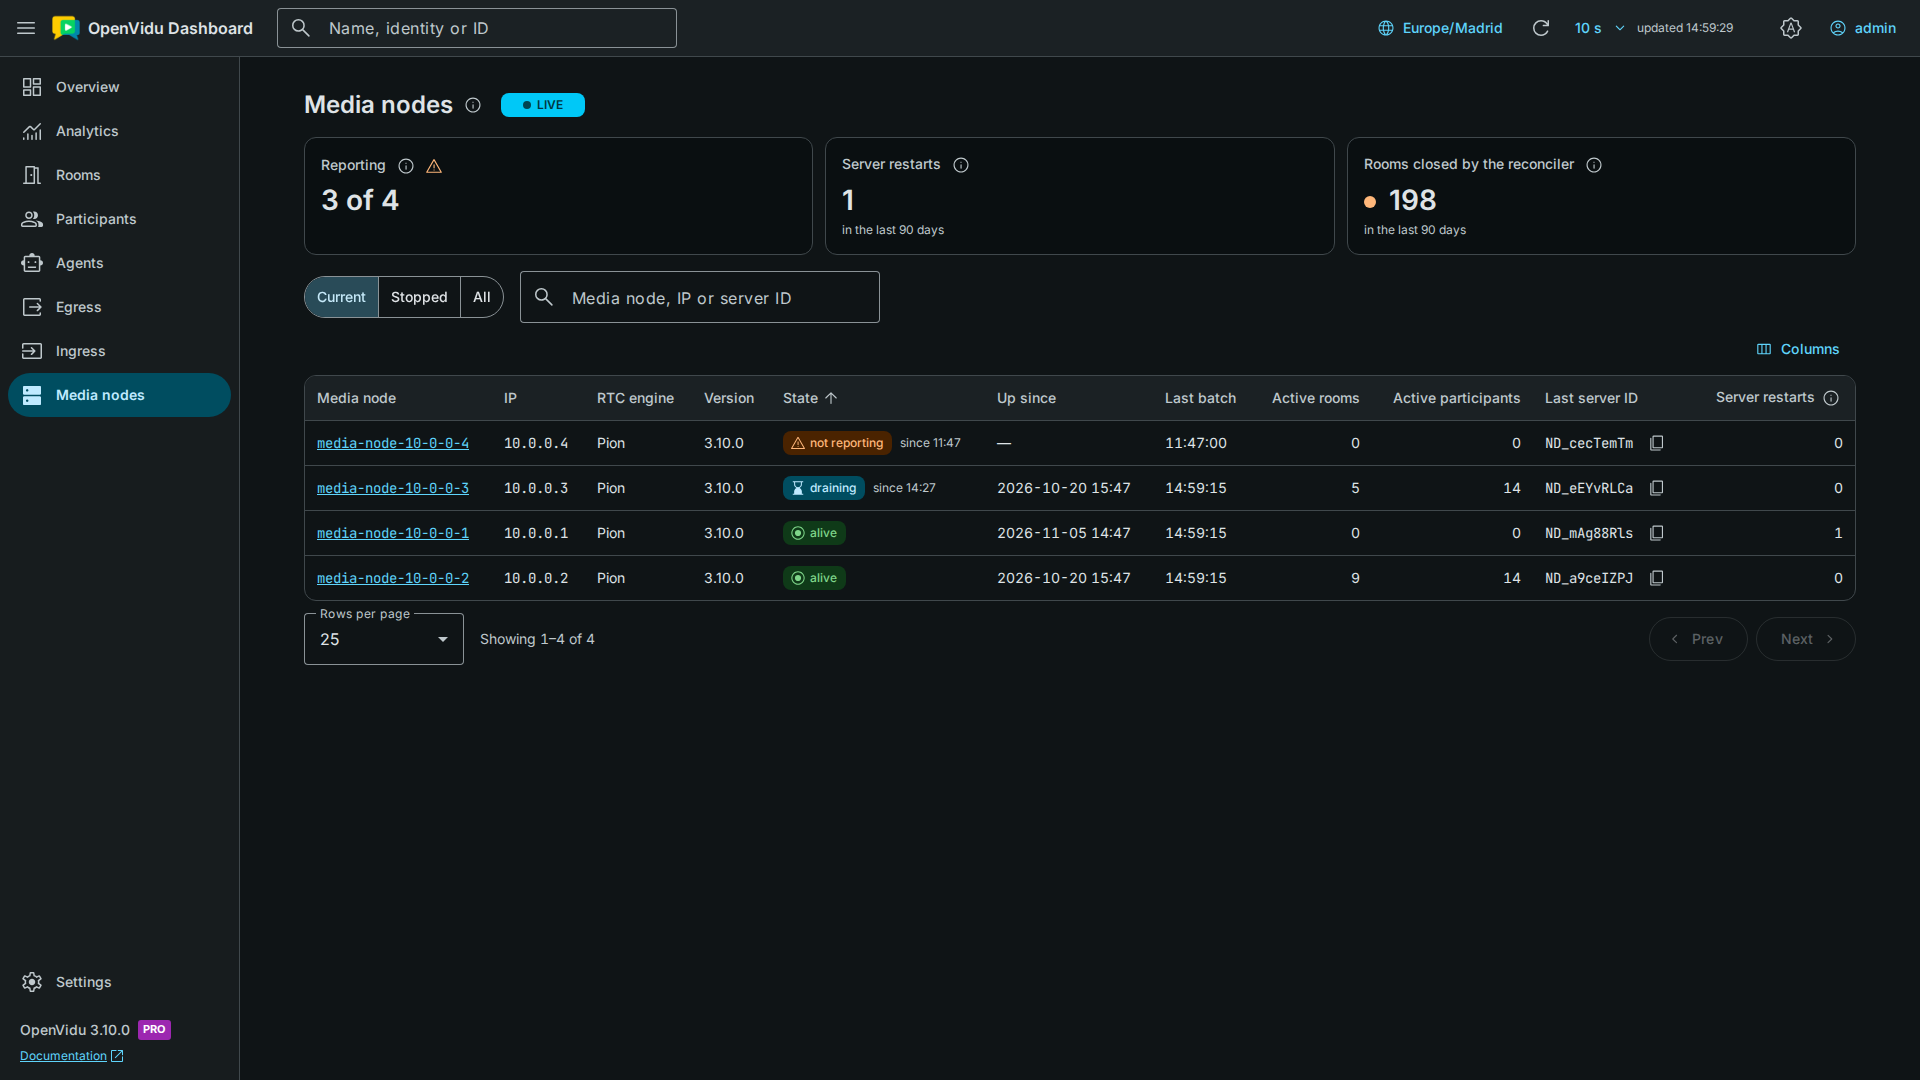 OpenVidu Dashboard
Name, identity or ID
Europe/Madrid
10 s
updated 14:59:29
admin
Overview
Analytics
Rooms
Participants
Agents
Egress
Ingress
Media nodes
Settings
OpenVidu 3.10.0 PRO
Documentation
Media nodes
LIVE
Reporting
3 of 4
Server restarts
1
in the last 90 days
Rooms closed by the reconciler
198
in the last 90 days
Current Stopped All
Media node, IP or server ID
Columns
Media node IP RTC engine Version State Up since Last batch Active rooms Active participants Last server ID Server restarts
media-node-10-0-0-4 10.0.0.4 Pion 3.10.0 not reporting since 11:47 — 11:47:00 0 0 ND_cecTemTm 0
media-node-10-0-0-3 10.0.0.3 Pion 3.10.0 draining since 14:27 2026-10-20 15:47 14:59:15 5 14 ND_eEYvRLCa 0
media-node-10-0-0-1 10.0.0.1 Pion 3.10.0 alive 2026-11-05 14:47 14:59:15 0 0 ND_mAg88Rls 1
media-node-10-0-0-2 10.0.0.2 Pion 3.10.0 alive 2026-10-20 15:47 14:59:15 9 14 ND_a9ceIZPJ 0
Rows per page
25
Showing 1–4 of 4
Prev
Next